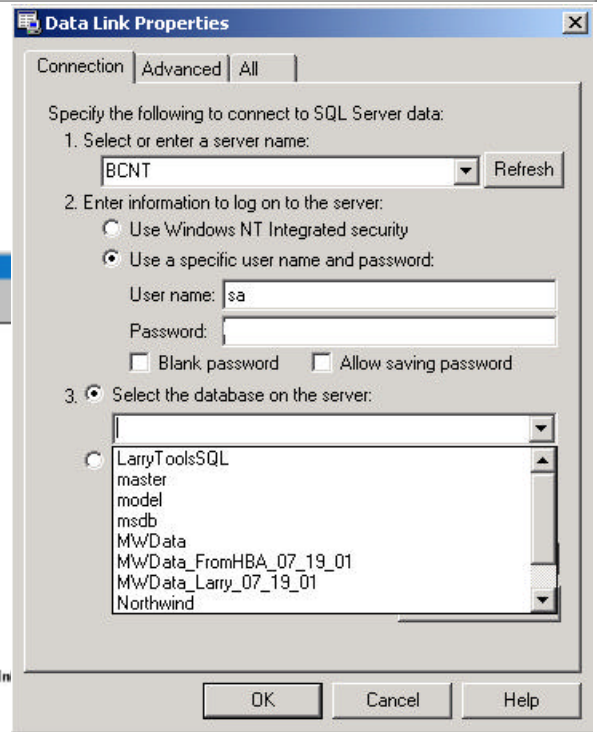 Data Link Properties
Connection Advanced All
Specify the following to connect to SQL Server data:
1. Select or enter a server name:
BCNT Refresh
2. Enter information to log on to the server:
Use Windows NT Integrated security
Use a specific user name and password:
User name: sa
Password:
Blank password Allow saving password
3. Select the database on the server:
LarryToolsSQL
master
model
msdb
MWData
MWData_FromHBA_07_19_01
MWData_Larry_07_19_01
Northwind
OK Cancel Help